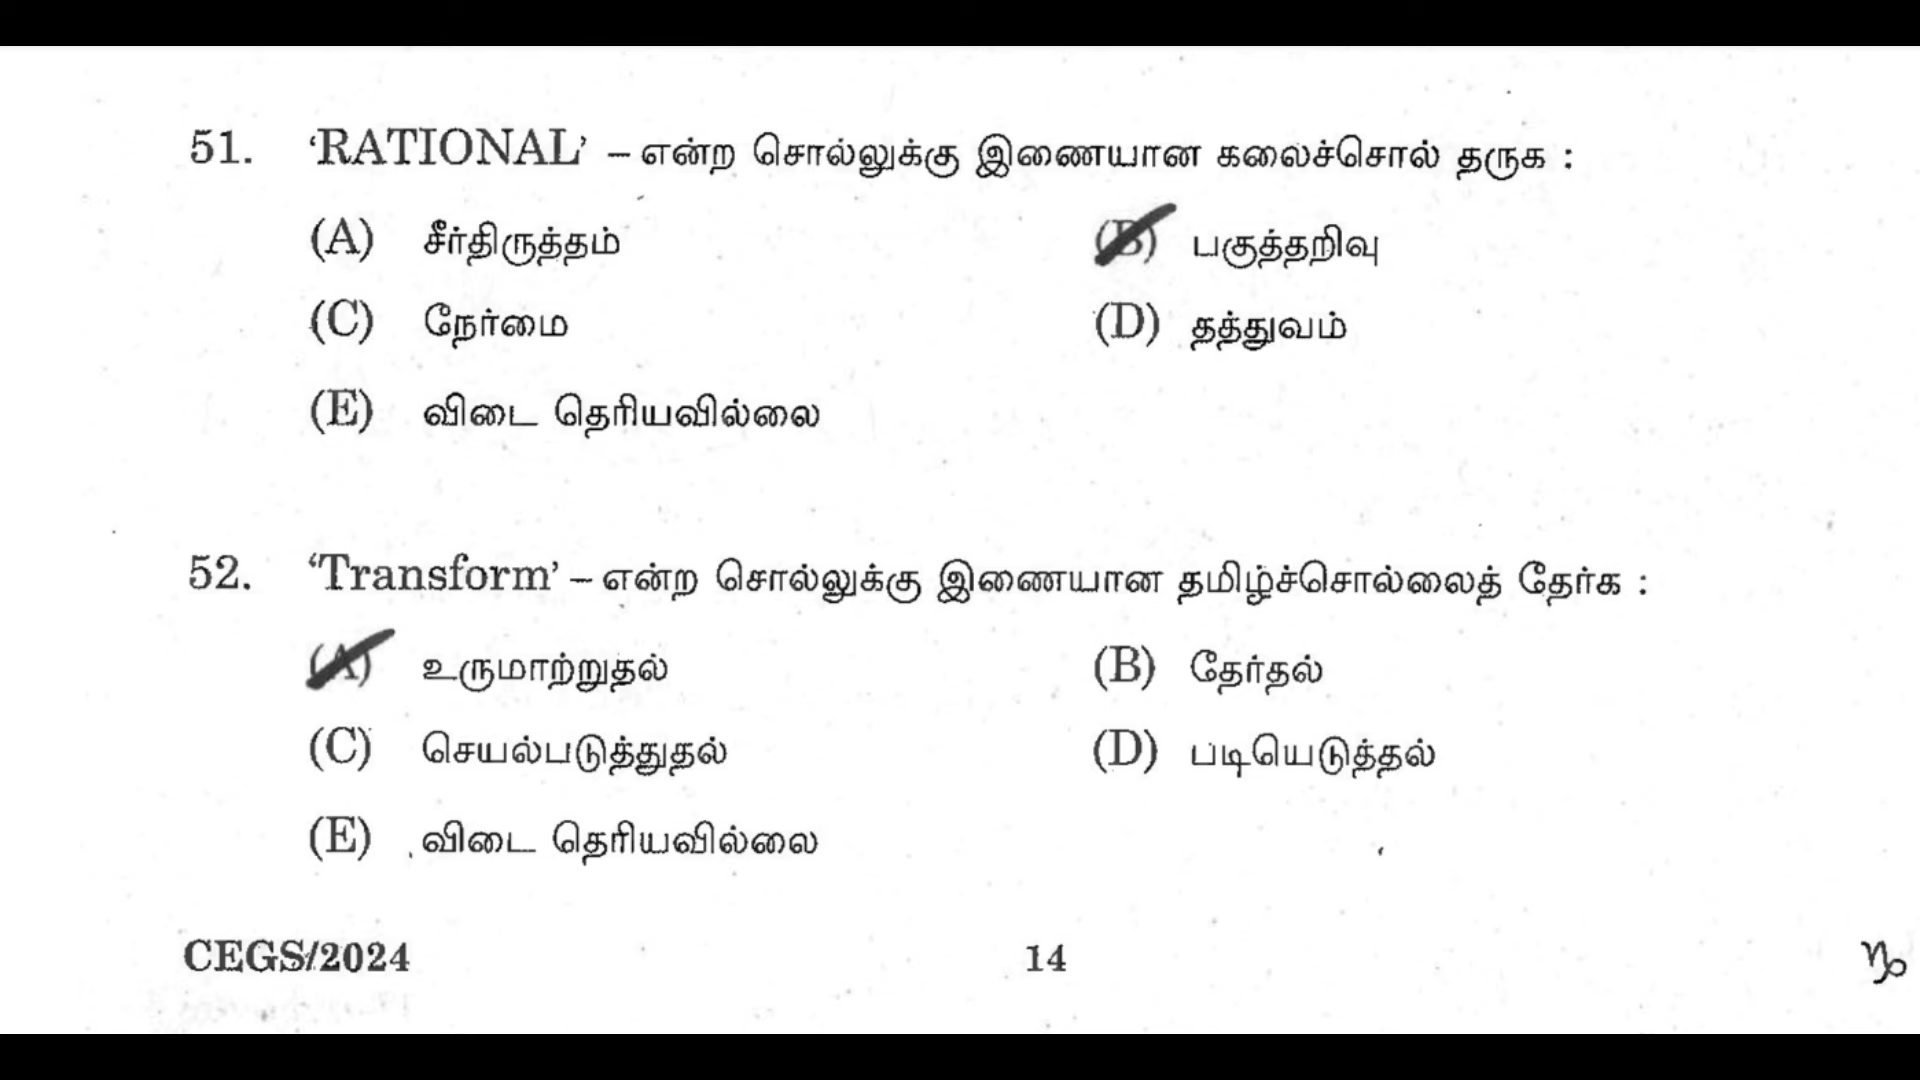 51. ‘RATIONAL’ – என்ற சொல்லுக்கு இணையான கலைச்சொல் தருக :
(A) சீர்திருத்தம் (B) பகுத்தறிவு
(C) நேர்மை (D) தத்துவம்
(E) விடை தெரியவில்லை
52. ‘Transform’ – என்ற சொல்லுக்கு இணையான தமிழ்ச்சொல்லைத் தேர்க :
(A) உருமாற்றுதல் (B) தேர்தல்
(C) செயல்படுத்துதல் (D) படியெடுத்தல்
(E) விடை தெரியவில்லை
CEGS/2024 14 ♑